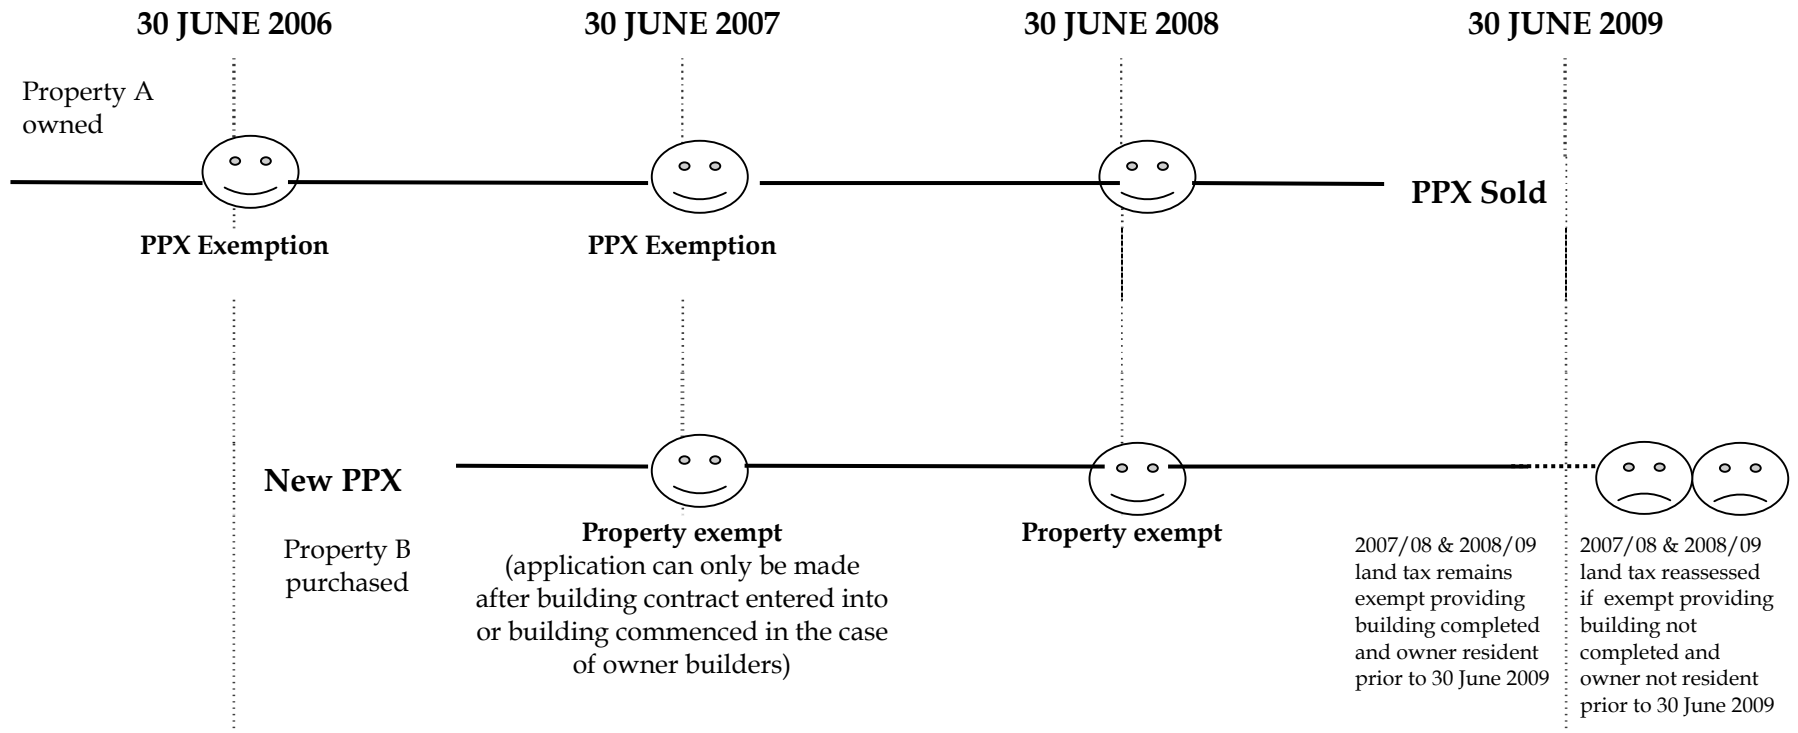 30 JUNE 2006
30 JUNE 2007
30 JUNE 2008
30 JUNE 2009
Property A
owned
PPX Sold
PPX Exemption
PPX Exemption
New PPX
Property B
purchased
Property exempt
(application can only be made
after building contract entered into
or building commenced in the case
of owner builders)
Property exempt
2007/08 & 2008/09
land tax remains
exempt providing
building completed
and owner resident
prior to 30 June 2009
2007/08 & 2008/09
land tax reassessed
if exempt providing
building not
completed and
owner not resident
prior to 30 June 2009